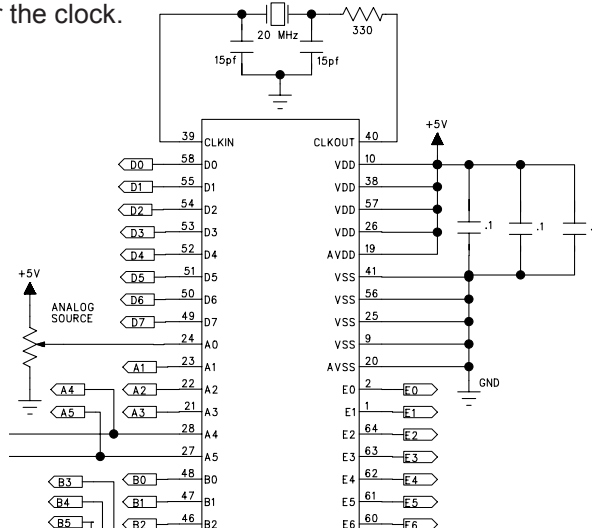 r the clock.
20 MHz
330
15pf
15pf
39 CLKIN
CLKOUT 40
+5V
D0 58 D0
VDD 10
D1 55 D1
VDD 38
D2 54 D2
VDD 57
D3 53 D3
VDD 26
.1
.1
D4 52 D4
AVDD 19
D5 51 D5
VSS 41
+5V
D6 50 D6
VSS 56
ANALOG
SOURCE
D7 49 D7
VSS 25
24 A0
VSS 9
A1 23 A1
AVSS 20
A4
A2 22 A2
E0 2 E0
GND
A5
A3 21 A3
E1 1 E1
28 A4
E2 64 E2
27 A5
E3 63 E3
B3
B0 48 B0
E4 62 E4
B4
B1 47 B1
E5 61 E5
B5
B2 46 B2
E6 60 E6